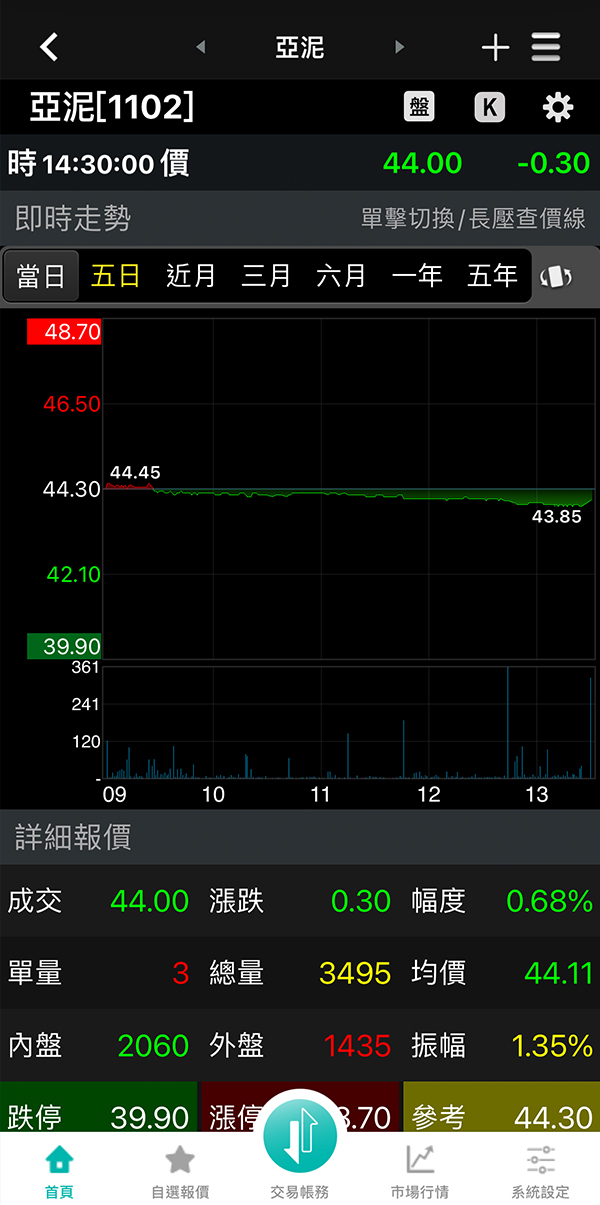 亞泥
亞泥[1102] 盤 K
時 14:30:00 價 44.00 -0.30
即時走勢 單擊切換/長壓查價線
當日 五日 近月 三月 六月 一年 五年
48.70
46.50
44.45
44.30
43.85
42.10
39.90
361
241
120
-
09 10 11 12 13
詳細報價
成交 44.00 漲跌 0.30 幅度 0.68%
單量 3 總量 3495 均價 44.11
內盤 2060 外盤 1435 振幅 1.35%
跌停 39.90 漲停 8.70 參考 44.30
首頁 自選報價 交易帳務 市場行情 系統設定